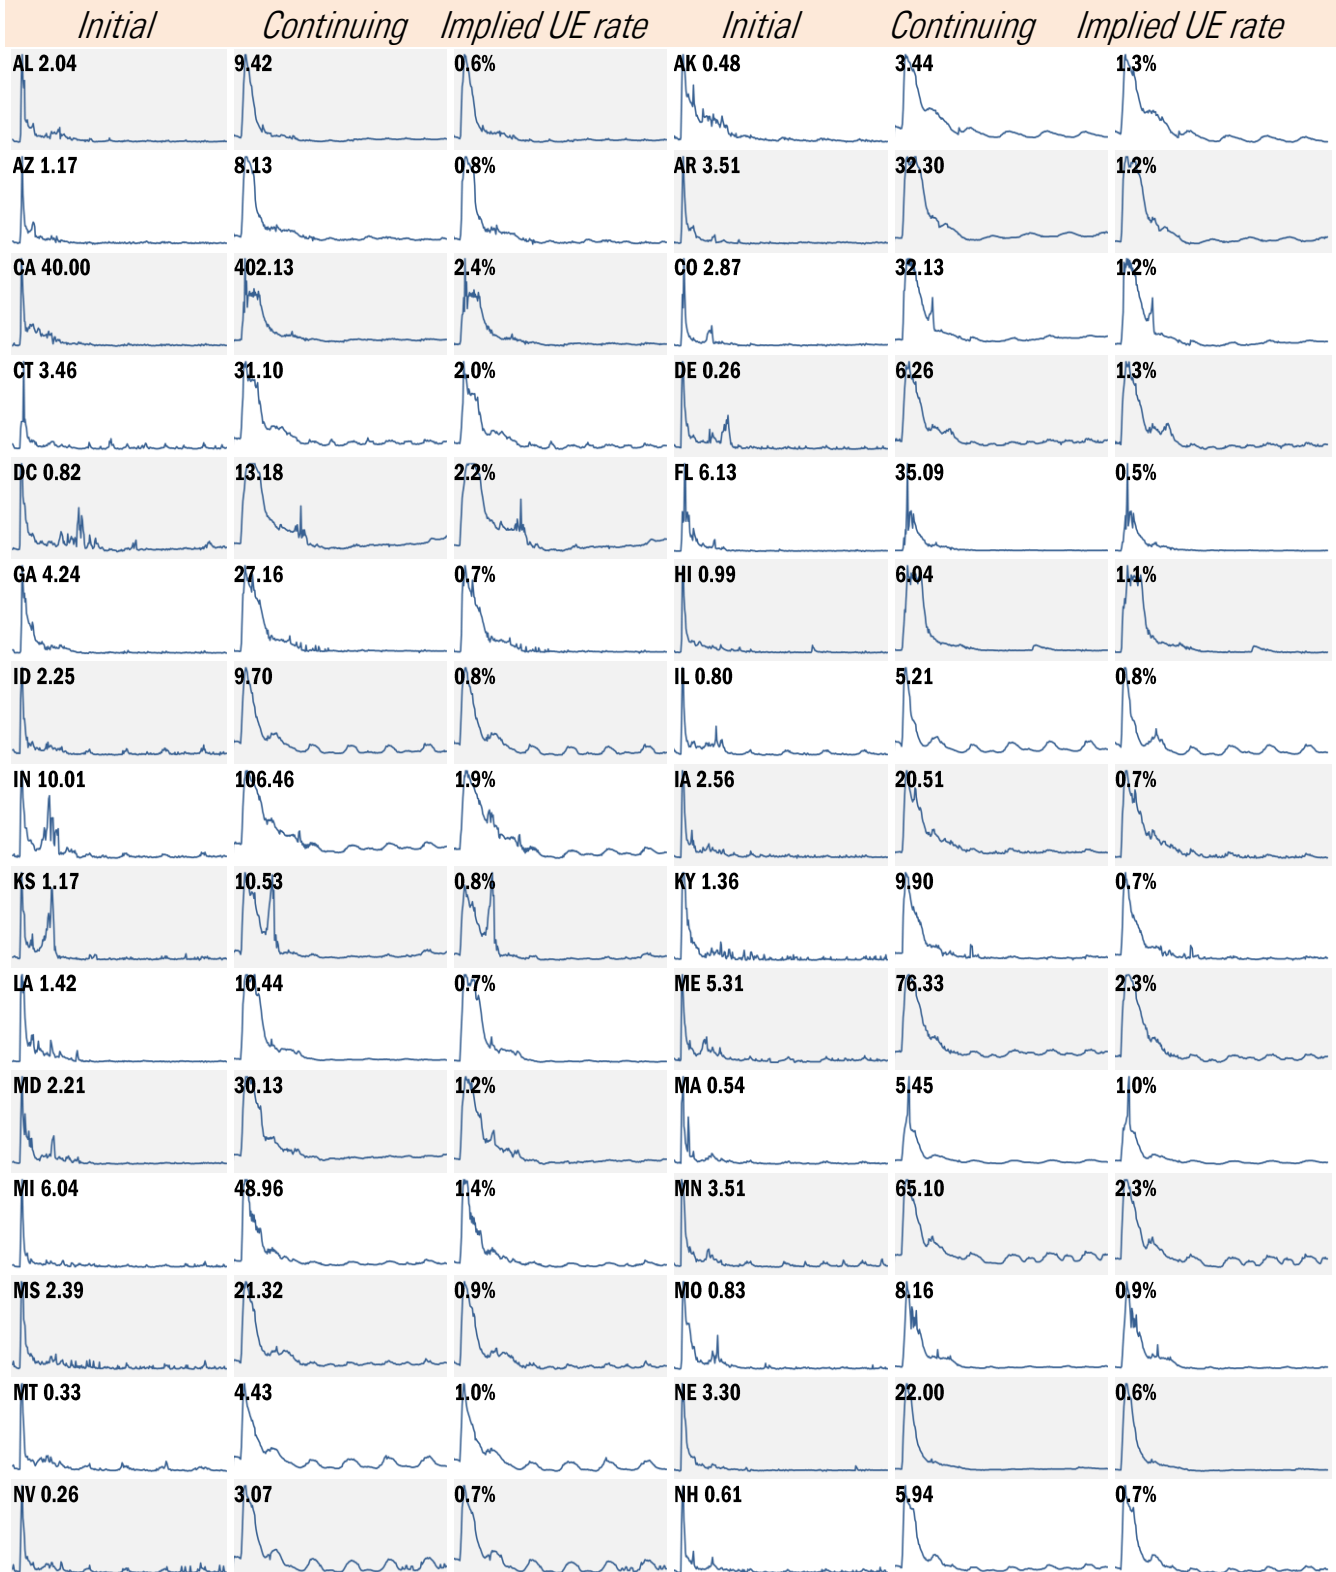 Initial Continuing Implied UE rate Initial Continuing Implied UE rate
AL 2.04 9.42 0.6% AK 0.48 3.44 1.3%
AZ 1.17 8.13 0.8% AR 3.51 32.30 1.2%
CA 40.00 402.13 2.4% CO 2.87 32.13 1.2%
CT 3.46 31.10 2.0% DE 0.26 6.26 1.3%
DC 0.82 13.18 2.2% FL 6.13 35.09 0.5%
GA 4.24 27.16 0.7% HI 0.99 6.04 1.1%
ID 2.25 9.70 0.8% IL 0.80 5.21 0.8%
IN 10.01 106.46 1.9% IA 2.56 20.51 0.7%
KS 1.17 10.53 0.8% KY 1.36 9.90 0.7%
LA 1.42 10.44 0.7% ME 5.31 76.33 2.3%
MD 2.21 30.13 1.2% MA 0.54 5.45 1.0%
MI 6.04 48.96 1.4% MN 3.51 65.10 2.3%
MS 2.39 21.32 0.9% MO 0.83 8.16 0.9%
MT 0.33 4.43 1.0% NE 3.30 22.00 0.6%
NV 0.26 3.07 0.7% NH 0.61 5.94 0.7%